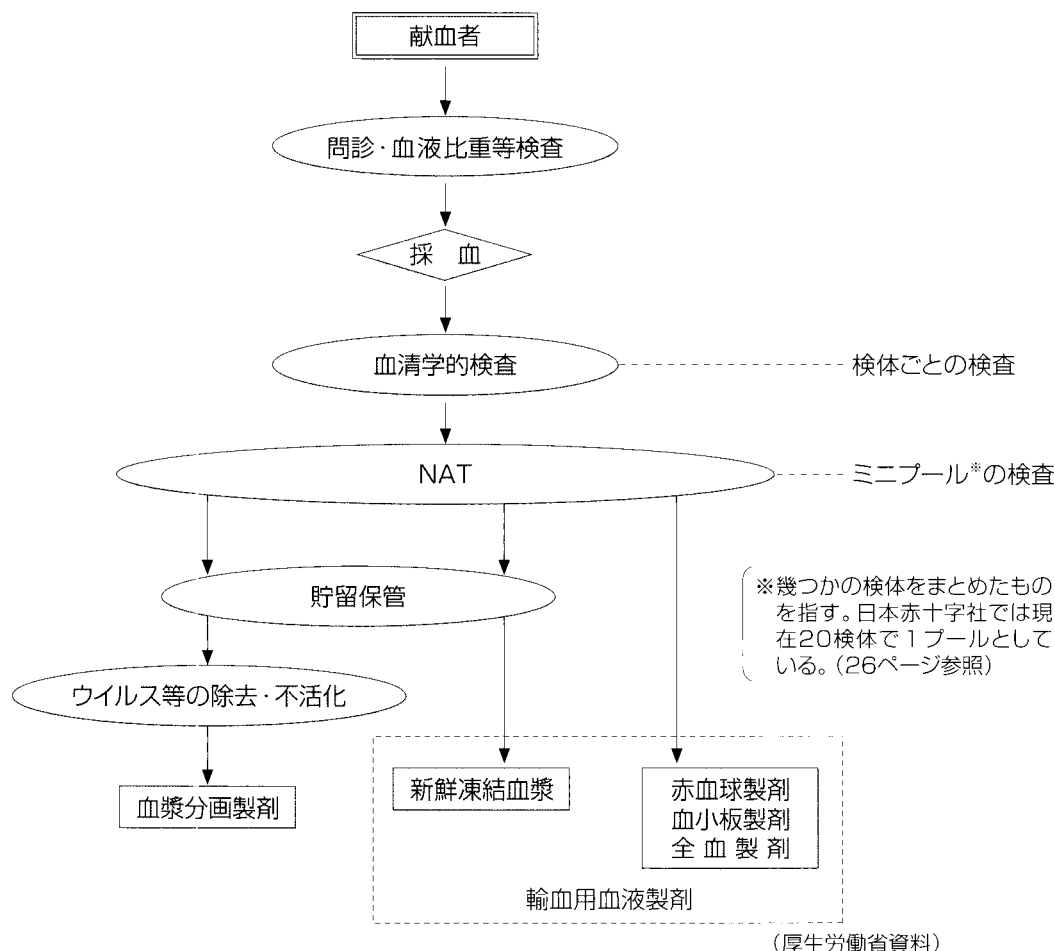 献血者
問診・血液比重等検査
採 血
血清学的検査
検体ごとの検査
NAT
ミニプール※の検査
貯留保管
※幾つかの検体をまとめたもの
を指す。日本赤十字社では現
在20検体で1プールとして
いる。(26ページ参照)
ウイルス等の除去・不活化
血漿分画製剤
新鮮凍結血漿
赤血球製剤
血小板製剤
全血製剤
輸血用血液製剤
(厚生労働省資料)